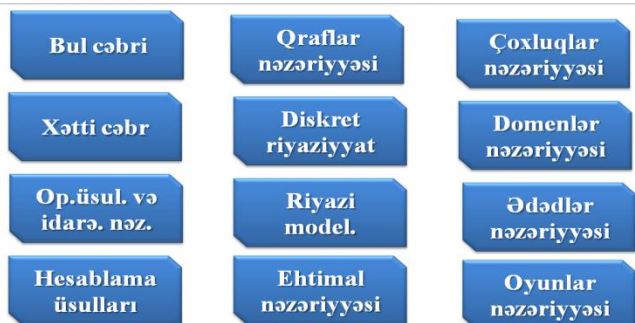 Bul cəbri
Qraflar
nəzəriyyəsi
Çoxluqlar
nəzəriyyəsi
Xətti cəbr
Diskret
riyaziyyat
Domenlər
nəzəriyyəsi
Op.üsul. və
idarə. nəz.
Riyazi
model.
Ədədlər
nəzəriyyəsi
Hesablama
üsulları
Ehtimal
nəzəriyyəsi
Oyunlar
nəzəriyyəsi